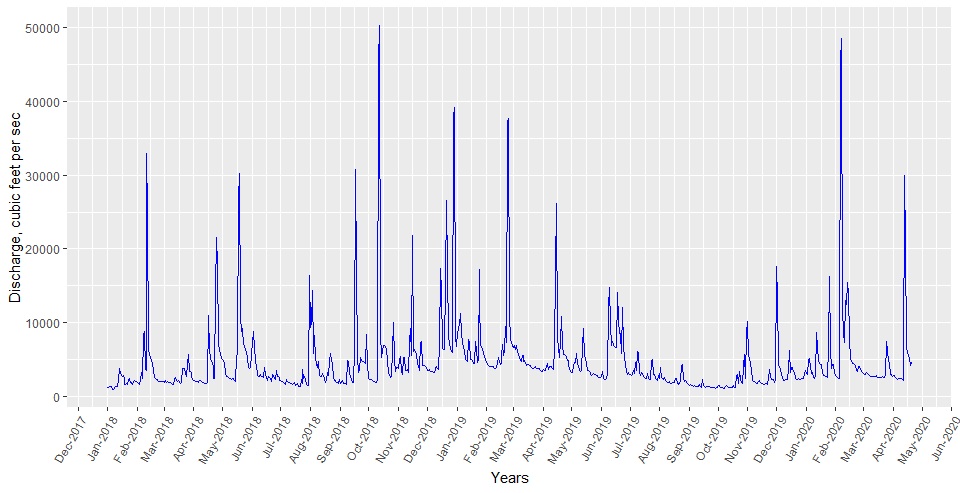 Discharge, cubic feet per sec
50000
40000
30000
20000
10000
0
Dec-2017
Jan-2018
Feb-2018
Mar-2018
Apr-2018
May-2018
Jun-2018
Jul-2018
Aug-2018
Sep-2018
Oct-2018
Nov-2018
Dec-2018
Jan-2019
Feb-2019
Mar-2019
Apr-2019
May-2019
Jun-2019
Jul-2019
Aug-2019
Sep-2019
Oct-2019
Nov-2019
Dec-2019
Jan-2020
Feb-2020
Mar-2020
Apr-2020
May-2020
Jun-2020
Years